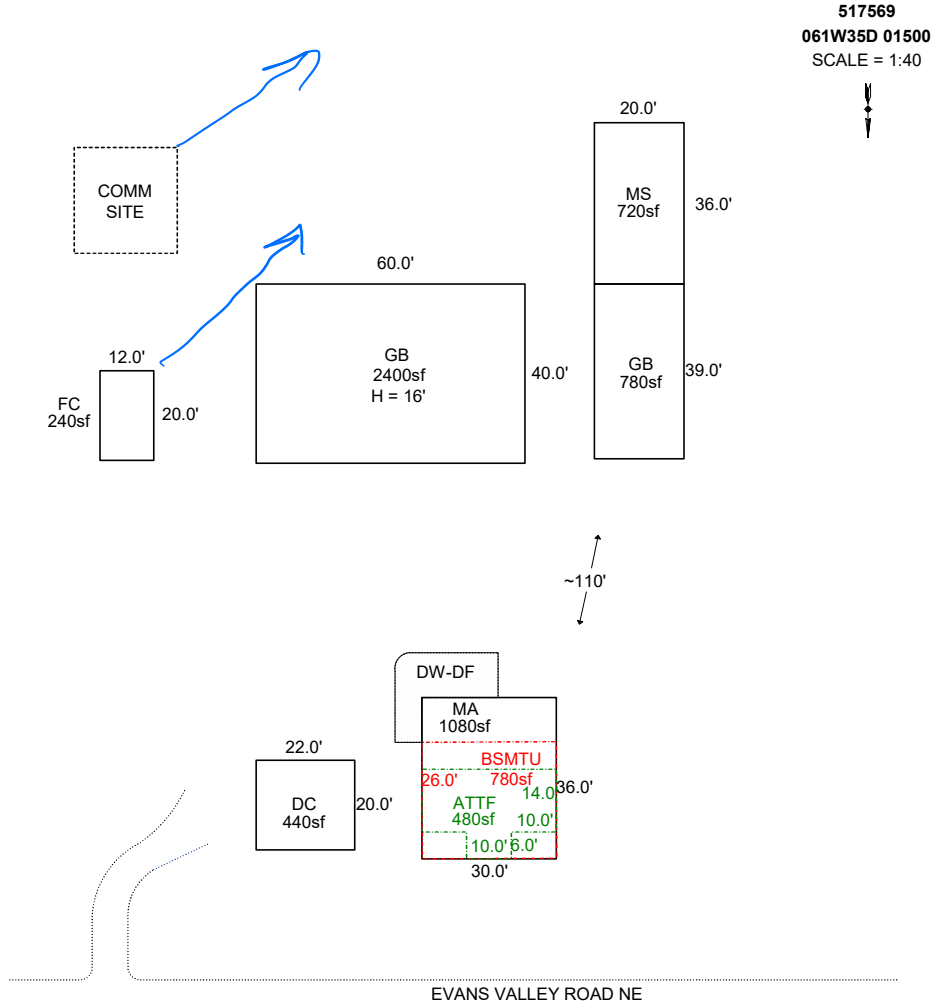 517569
061W35D 01500
SCALE = 1:40
COMM
SITE
20.0'
MS
720sf
36.0'
60.0'
GB
2400sf
H = 16'
40.0'
GB
780sf
39.0'
12.0'
FC
240sf
20.0'
~110'
DW-DF
MA
1080sf
BSMTU
780sf
26.0'
14.0
36.0'
ATTF
480sf
10.0'
10.0'
6.0'
30.0'
22.0'
DC
440sf
20.0'
EVANS VALLEY ROAD NE